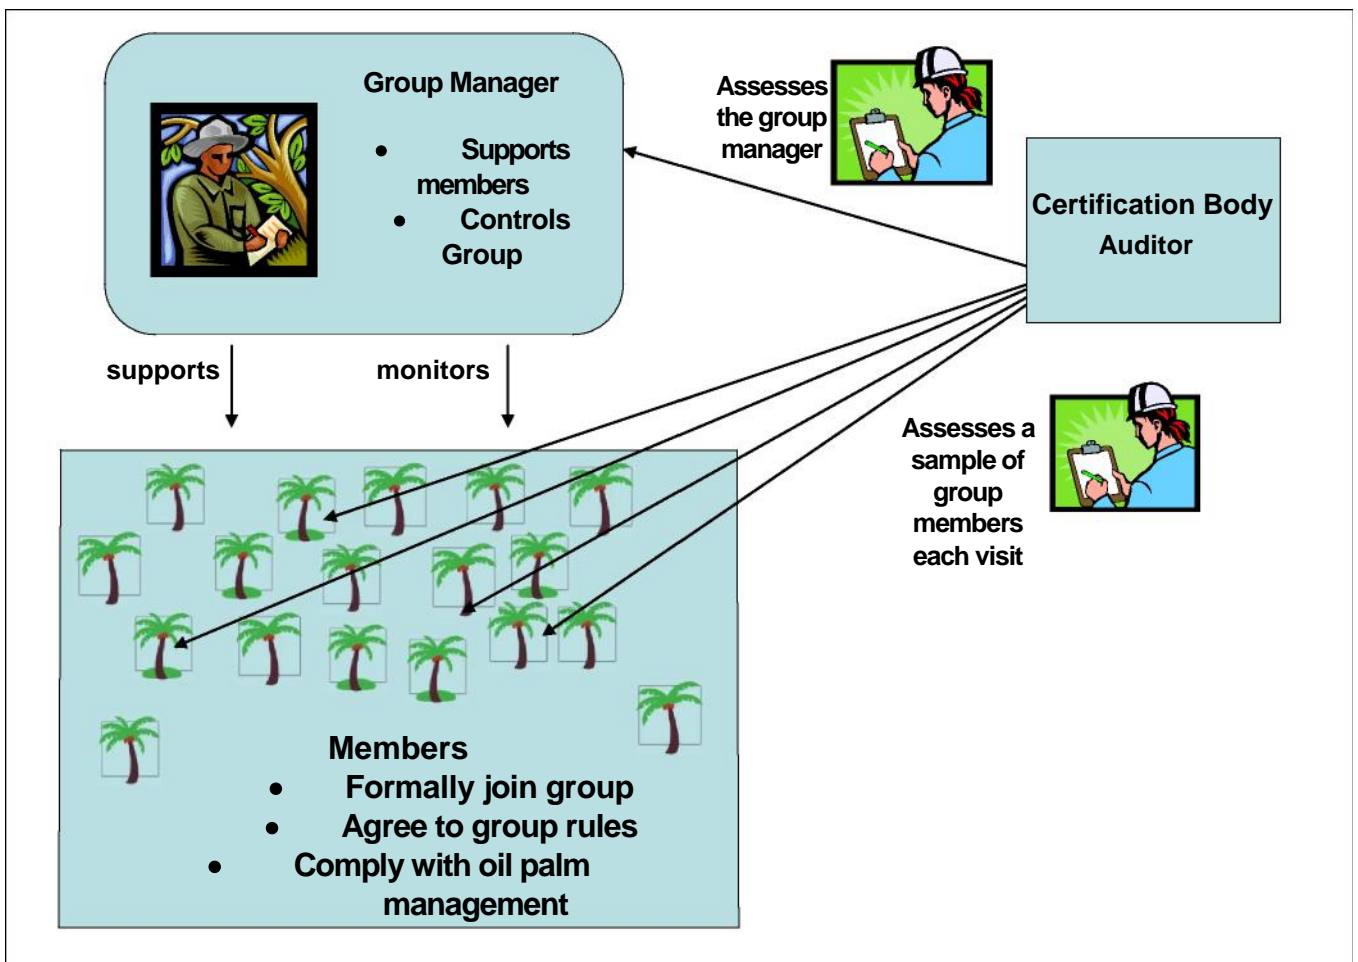 Group Manager
• Supports
members
• Controls
Group
Assesses
the group
manager
Certification Body
Auditor
supports
monitors
Assesses a
sample of
group
members
each visit
Members
• Formally join group
• Agree to group rules
• Comply with oil palm
management